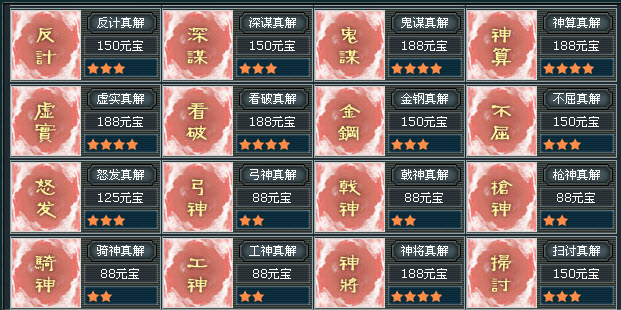 反計
反计真解
150元宝
深謀
深谋真解
150元宝
鬼謀
鬼谋真解
188元宝
神算
神算真解
188元宝
虛實
虚实真解
188元宝
看破
看破真解
188元宝
金鋼
金钢真解
150元宝
不屈
不屈真解
150元宝
怒发
怒发真解
125元宝
弓神
弓神真解
88元宝
戟神
戟神真解
88元宝
槍神
枪神真解
88元宝
騎神
骑神真解
88元宝
工神
工神真解
88元宝
神將
神将真解
188元宝
掃討
扫讨真解
150元宝